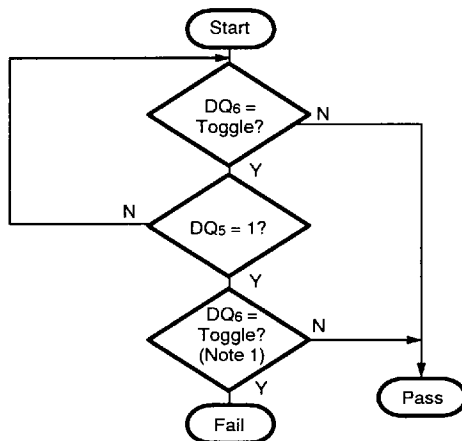 Start
DQ6 =
Toggle?
N
Y
N
DQ5 = 1?
Y
DQ6 =
Toggle?
(Note 1)
N
Y
Pass
Fail